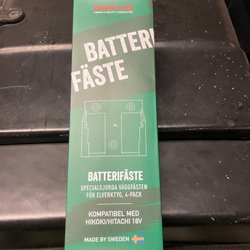 BATTERI
FÄSTE
BATTERIFÄSTE
SPECIALGJORDA VÄGGFÄSTEN
FÖR ELVERKTYG, 4-PACK
KOMPATIBEL MED
HIKOKI/HITACHI 18V
MADE BY SWEDEN